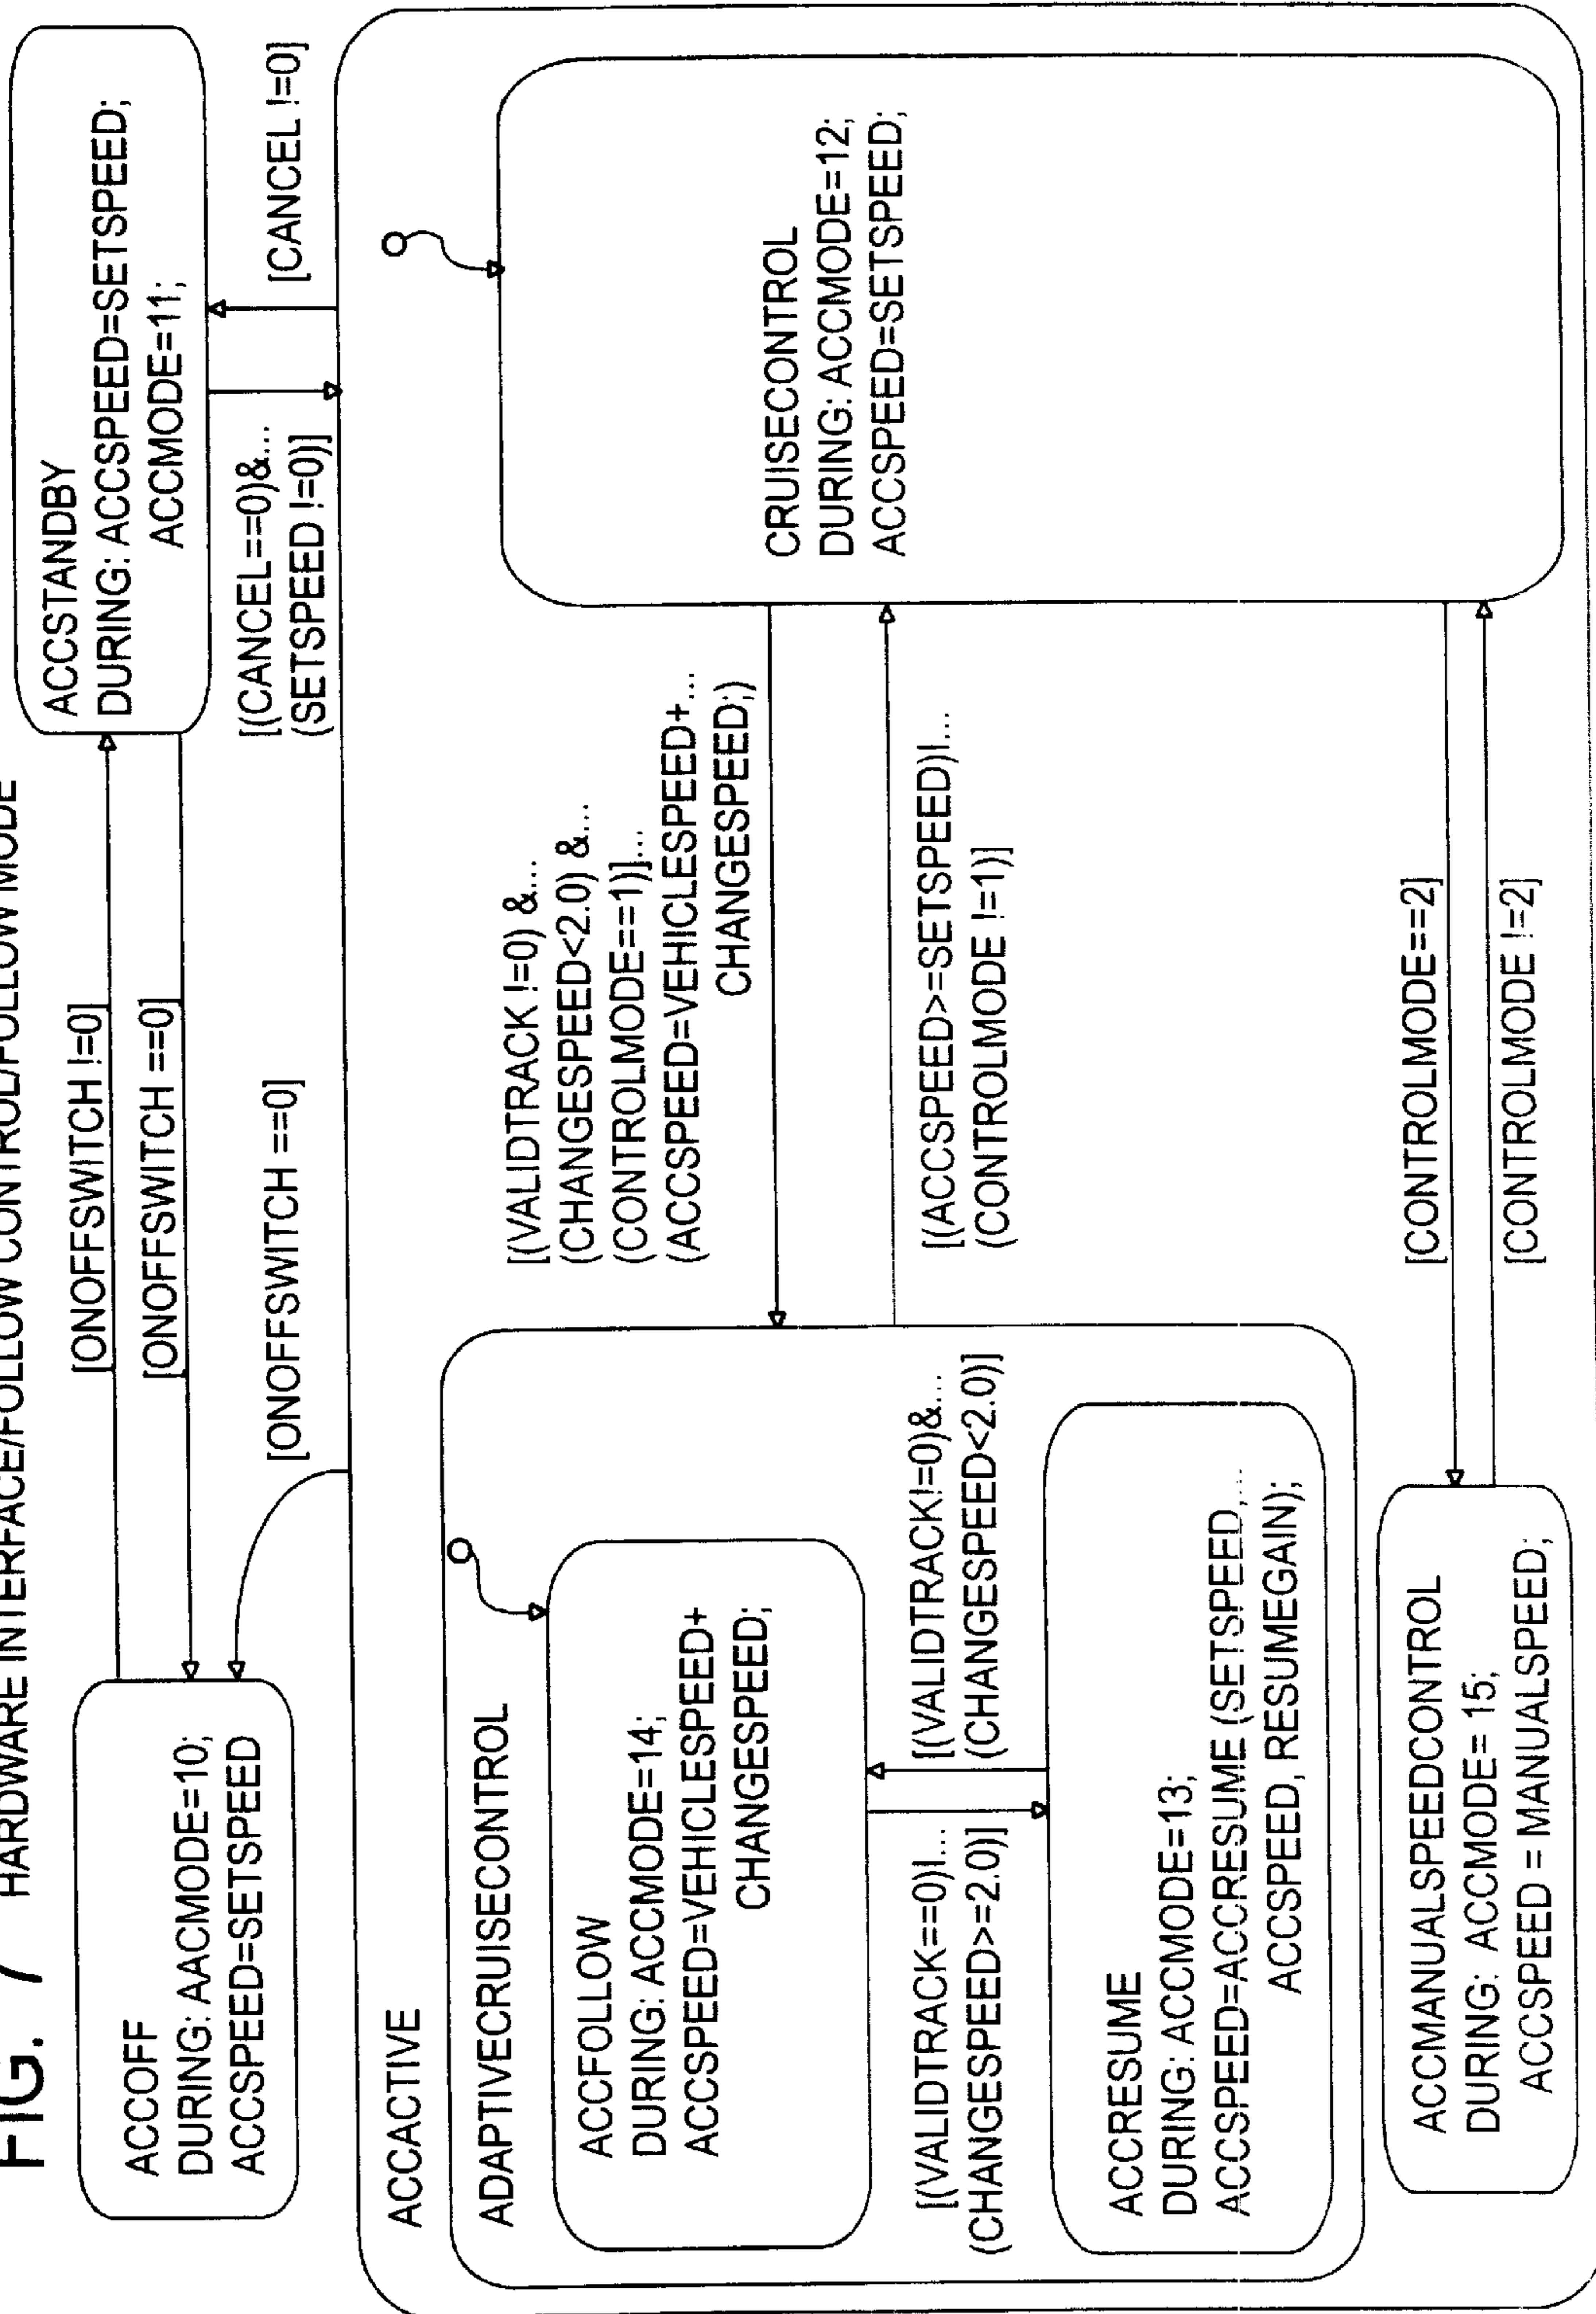 FIG. 7 HARDWARE INTERFACE/FOLLOW CONTROL/FOLLOW MODE
ACCOFF
DURING: AACMODE=10;
ACCSPEED=SETSPEED
[ONOFFSWITCH !=0]
[ONOFFSWITCH ==0]
[ONOFFSWITCH ==0]
ACCSTANDBY
DURING: ACCSPEED=SETSPEED;
ACCMODE=11;
[(CANCEL==0)&...
(SETSPEED !=0)]
[CANCEL !=0]
ACCACTIVE
ADAPTIVECRUISECONTROL
ACCFOLLOW
DURING: ACCMODE=14;
ACCSPEED=VEHICLESPEED+
CHANGESPEED;
[(VALIDTRACK==0)|...
(CHANGESPEED>=2.0)]
[(VALIDTRACK!=0)&...
(CHANGESPEED<2.0)]
ACCRESUME
DURING: ACCMODE=13;
ACCSPEED=ACCRESUME (SETSPEED,...
ACCSPEED, RESUMEGAIN);
[(VALIDTRACK !=0) &...
(CHANGESPEED<2.0) &...
(CONTROLMODE==1)]...
(ACCSPEED=VEHICLESPEED+...
CHANGESPEED;)
[(ACCSPEED>=SETSPEED)|...
(CONTROLMODE !=1)]
CRUISECONTROL
DURING: ACCMODE=12;
ACCSPEED=SETSPEED;
[CONTROLMODE==2]
[CONTROLMODE !=2]
ACCMANUALSPEEDCONTROL
DURING: ACCMODE= 15;
ACCSPEED = MANUALSPEED;